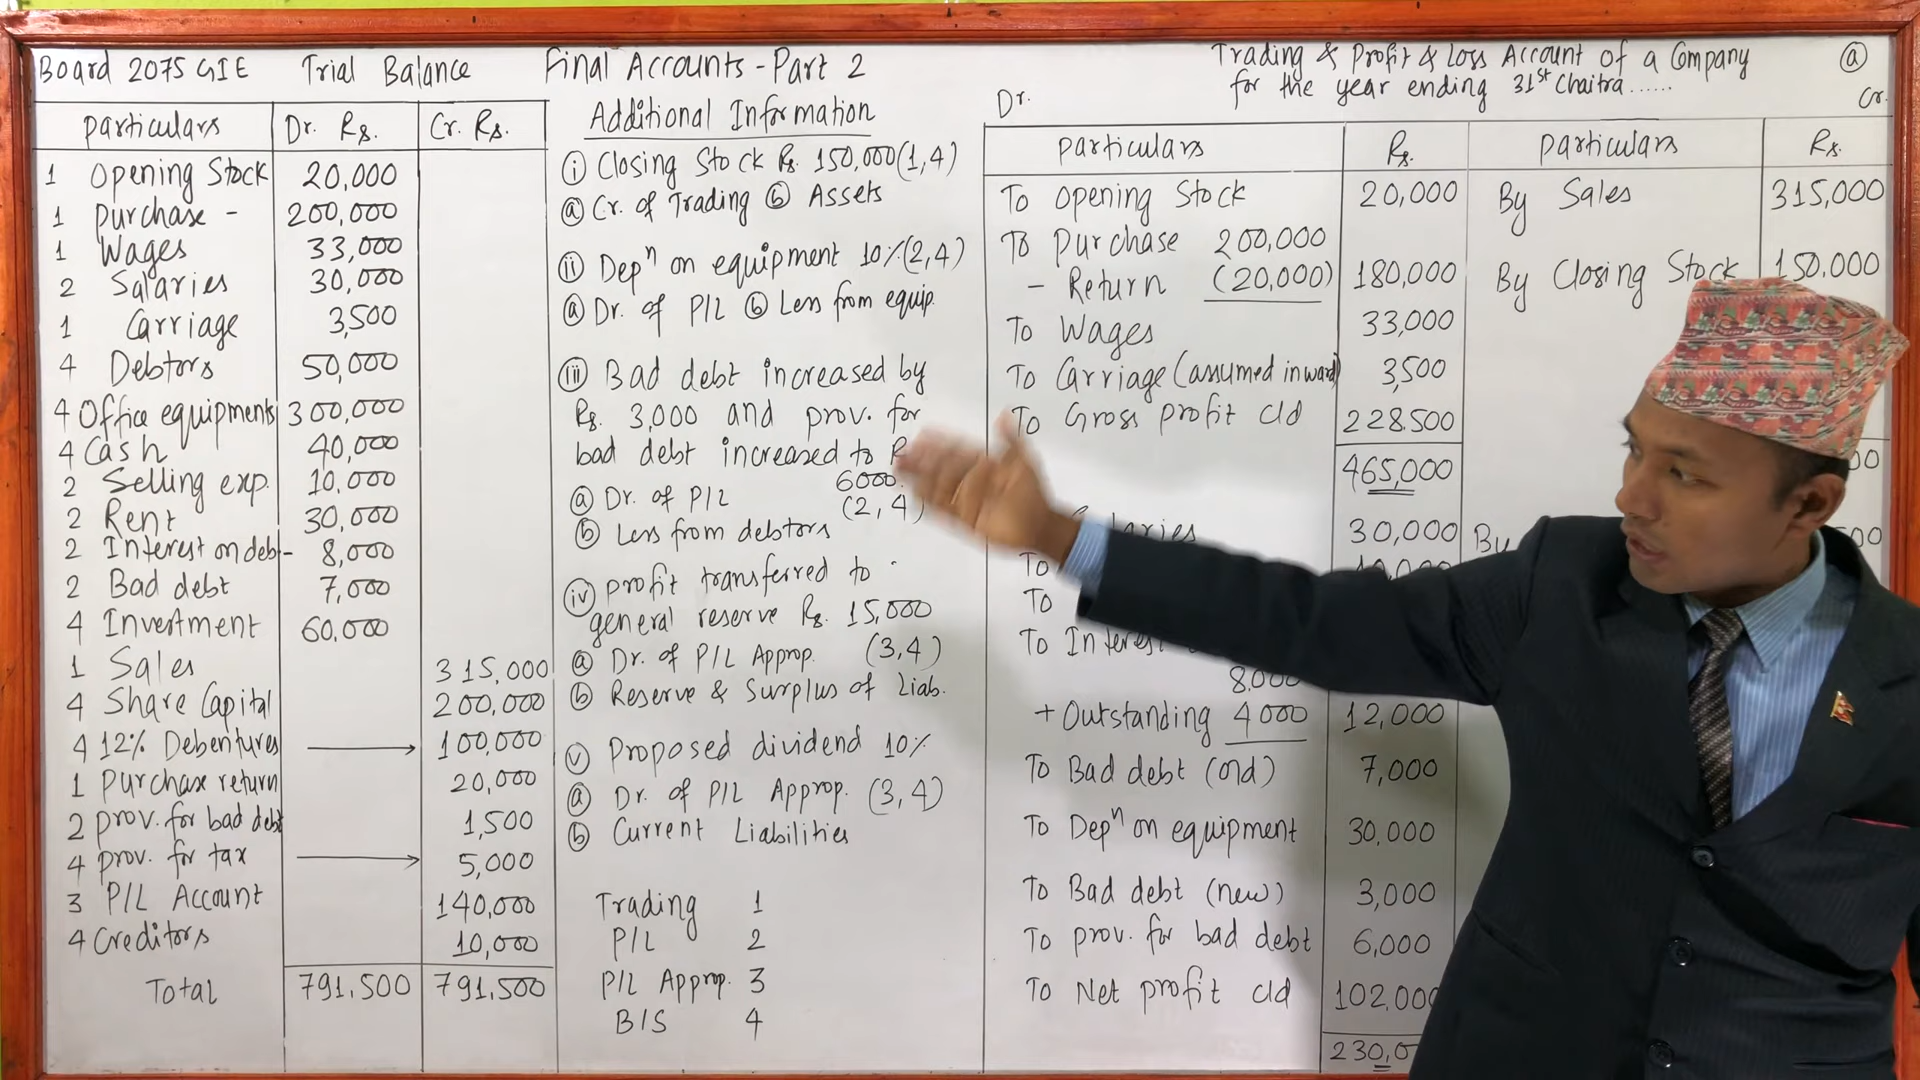 Board 2075 GIE Trial Balance
Particulars Dr. Rs. Cr. Rs.
1 Opening Stock 20,000
1 Purchase - 200,000
1 Wages 33,000
2 Salaries 30,000
1 Carriage 3,500
4 Debtors 50,000
4 Office equipments 300,000
4 Cash 40,000
2 Selling exp. 10,000
2 Rent 30,000
2 Interest on deb- 8,000
2 Bad debt 7,000
4 Investment 60,000
1 Sales 315,000
4 Share Capital 200,000
4 12% Debentures 100,000
1 Purchase return 20,000
2 Prov. for bad debt 1,500
4 Prov. for tax 5,000
3 P/L Account 140,000
4 Creditors 10,000
Total 791,500 791,500
Final Accounts - Part 2
Additional Information
(i) Closing Stock Rs. 150,000 (1,4)
(a) Cr. of Trading (b) Assets
(ii) Depn on equipment 10% (2,4)
(a) Dr. of P/L (b) Less from equip.
(iii) Bad debt increased by
Rs. 3,000 and prov. for
bad debt increased to
6000
(a) Dr. of P/L (2,4)
(b) Less from debtors
(iv) Profit transferred to
general reserve Rs. 15,000
(a) Dr. of P/L Approp. (3,4)
(b) Reserve & Surplus of Liab.
(v) Proposed dividend 10%
(a) Dr. of P/L Approp. (3,4)
(b) Current Liabilities
Trading 1
P/L 2
P/L Approp. 3
B/S 4
Trading & Profit & Loss Account of a Company (a)
for the year ending 31st Chaitra......
Dr. Cr.
Particulars Rs. Particulars Rs.
To Opening Stock 20,000 By Sales 315,000
To Purchase 200,000
- Return (20,000) 180,000 By Closing Stock 150,000
To Wages 33,000
To Carriage (assumed inward) 3,500
To Gross profit c/d 228.500
465,000
30,000 By
To
To
To
8,000
+ Outstanding 4000 12,000
To Bad debt (old) 7,000
To Depn on equipment 30,000
To Bad debt (new) 3,000
To Prov. for bad debt 6,000
To Net profit c/d 102,000